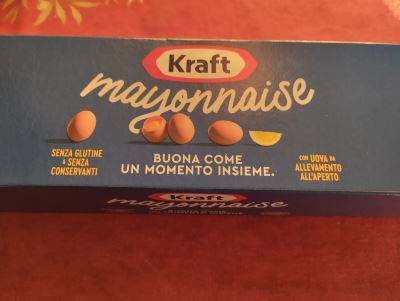 Kraft
mayonnaise
SENZA GLUTINE
& SENZA
CONSERVANTI
BUONA COME
UN MOMENTO INSIEME.
CON UOVA DA
ALLEVAMENTO
ALL'APERTO
Kraft
mayonnaise